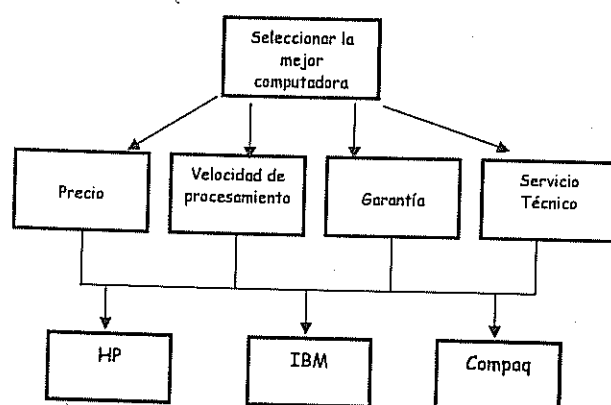 Seleccionar la
mejor
computadora
Precio
Velocidad de
procesamiento
Garantía
Servicio
Técnico
HP
IBM
Compaq